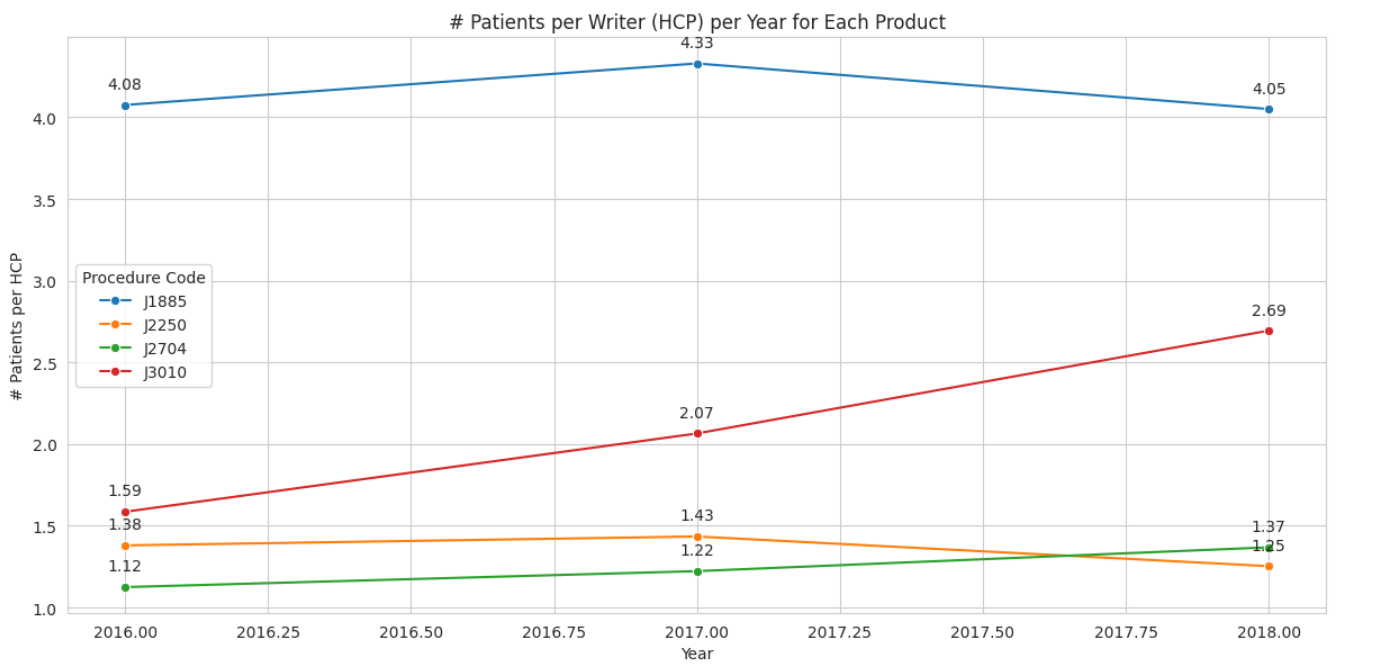 # Patients per Writer (HCP) per Year for Each Product
4.33
4.08
4.05
4.0
3.5
3.0
2.5
2.0
1.5
1.0
# Patients per HCP
Procedure Code
J1885
J2250
J2704
J3010
2.69
2.07
1.59
1.38
1.43
1.37
1.25
1.22
1.12
2016.00 2016.25 2016.50 2016.75 2017.00 2017.25 2017.50 2017.75 2018.00
Year